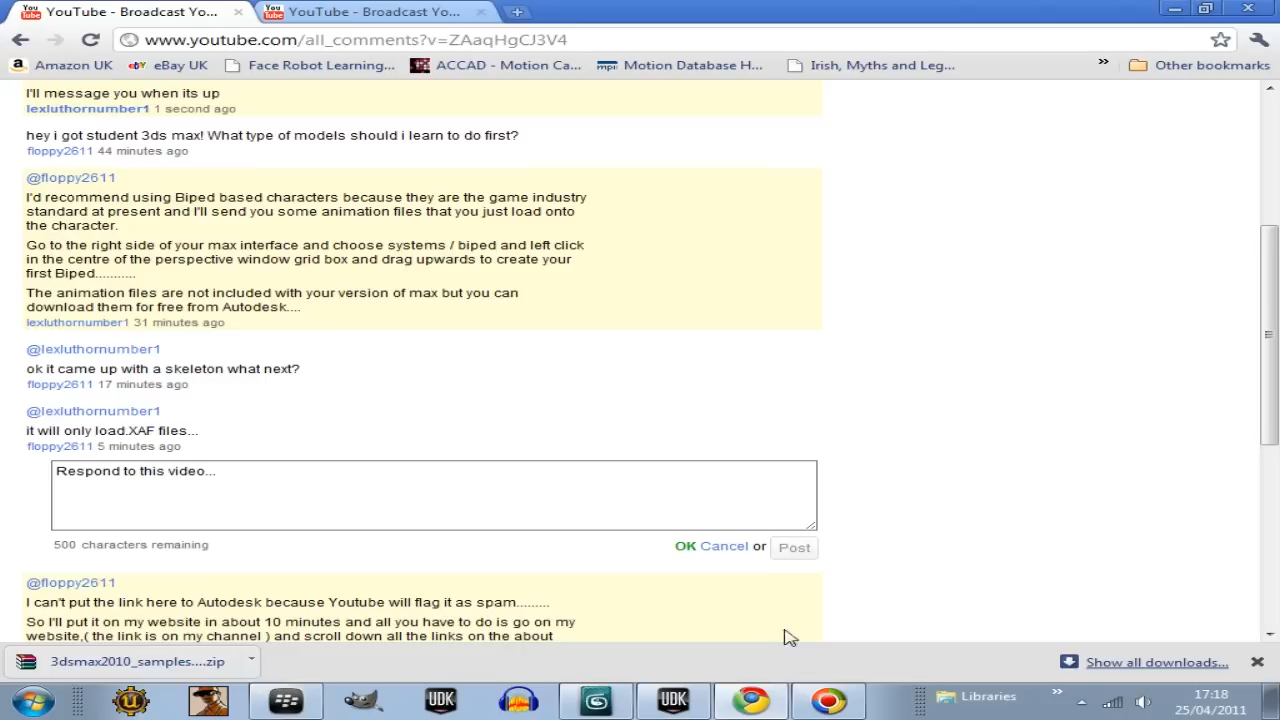 YouTube - Broadcast Yo...
YouTube - Broadcast Yo...
www.youtube.com/all_comments?v=ZAaqHgCJ3V4
Amazon UK
eBay UK
Face Robot Learning...
ACCAD - Motion Ca...
Motion Database H...
Irish, Myths and Leg...
Other bookmarks
I'll message you when its up
lexluthornumber1 1 second ago
hey i got student 3ds max! What type of models should i learn to do first?
floppy2611 44 minutes ago
@floppy2611
I'd recommend using Biped based characters because they are the game industry
standard at present and I'll send you some animation files that you just load onto
the character.
Go to the right side of your max interface and choose systems / biped and left click
in the centre of the perspective window grid box and drag upwards to create your
first Biped...........
The animation files are not included with your version of max but you can
download them for free from Autodesk....
lexluthornumber1 31 minutes ago
@lexluthornumber1
ok it came up with a skeleton what next?
floppy2611 17 minutes ago
@lexluthornumber1
it will only load.XAF files...
floppy2611 5 minutes ago
Respond to this video...
500 characters remaining
OK Cancel or Post
@floppy2611
I can't put the link here to Autodesk because Youtube will flag it as spam.........
So I'll put it on my website in about 10 minutes and all you have to do is go on my
website,( the link is on my channel ) and scroll down all the links on the about
3dsmax2010_samples....zip
Show all downloads...
UDK
UDK
Libraries
17:18
25/04/2011